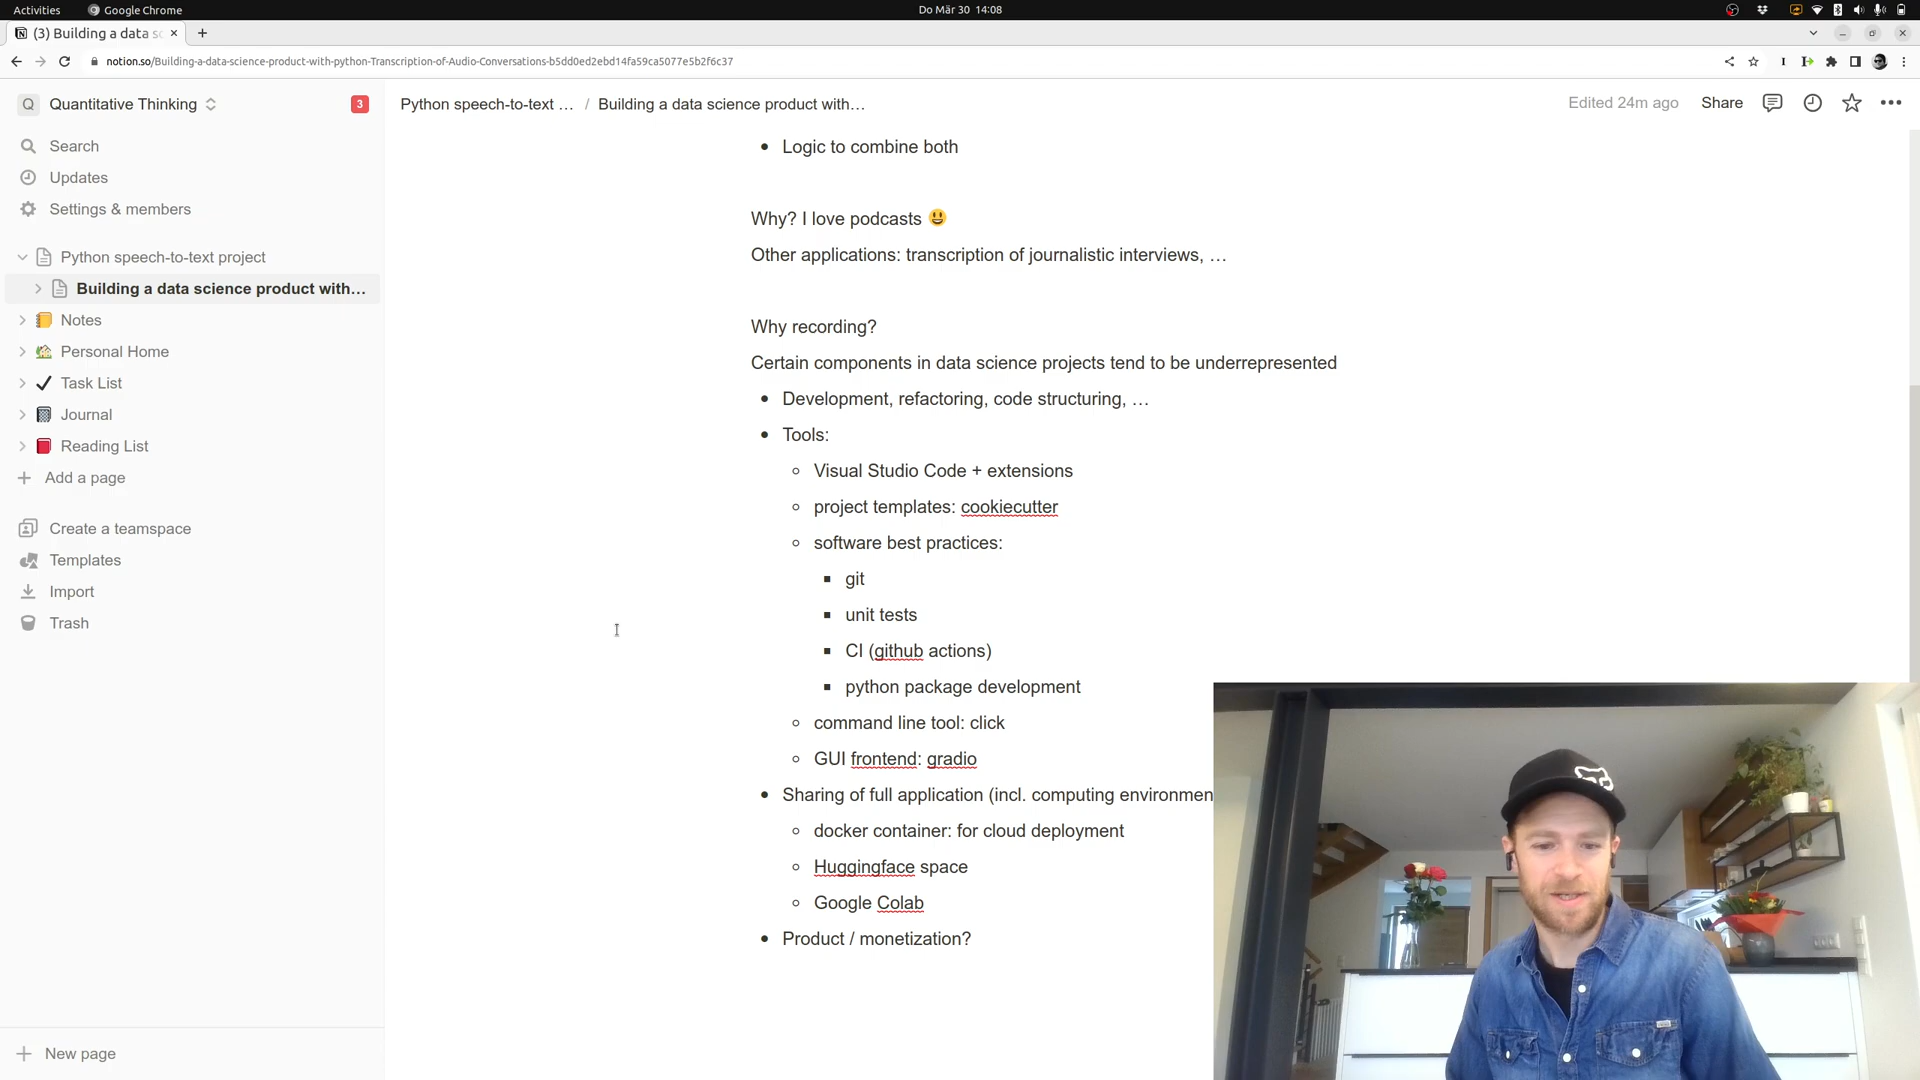 Activities
Google Chrome
Do Mär 30 14:08
(3) Building a data sc
notion.so/Building-a-data-science-product-with-python-Transcription-of-Audio-Conversations-b5dd0ed2ebd14fa59ca5077e5b2f6c37
Q Quantitative Thinking 3
Python speech-to-text … / Building a data science product with…
Edited 24m ago
Share
Search
Updates
Settings & members
Python speech-to-text project
Building a data science product with…
Notes
Personal Home
Task List
Journal
Reading List
Add a page
Create a teamspace
Templates
Import
Trash
New page
• Logic to combine both
Why? I love podcasts 😃
Other applications: transcription of journalistic interviews, …
Why recording?
Certain components in data science projects tend to be underrepresented
• Development, refactoring, code structuring, …
• Tools:
◦ Visual Studio Code + extensions
◦ project templates: cookiecutter
◦ software best practices:
▪ git
▪ unit tests
▪ CI (github actions)
▪ python package development
◦ command line tool: click
◦ GUI frontend: gradio
• Sharing of full application (incl. computing environmen
◦ docker container: for cloud deployment
◦ Huggingface space
◦ Google Colab
• Product / monetization?